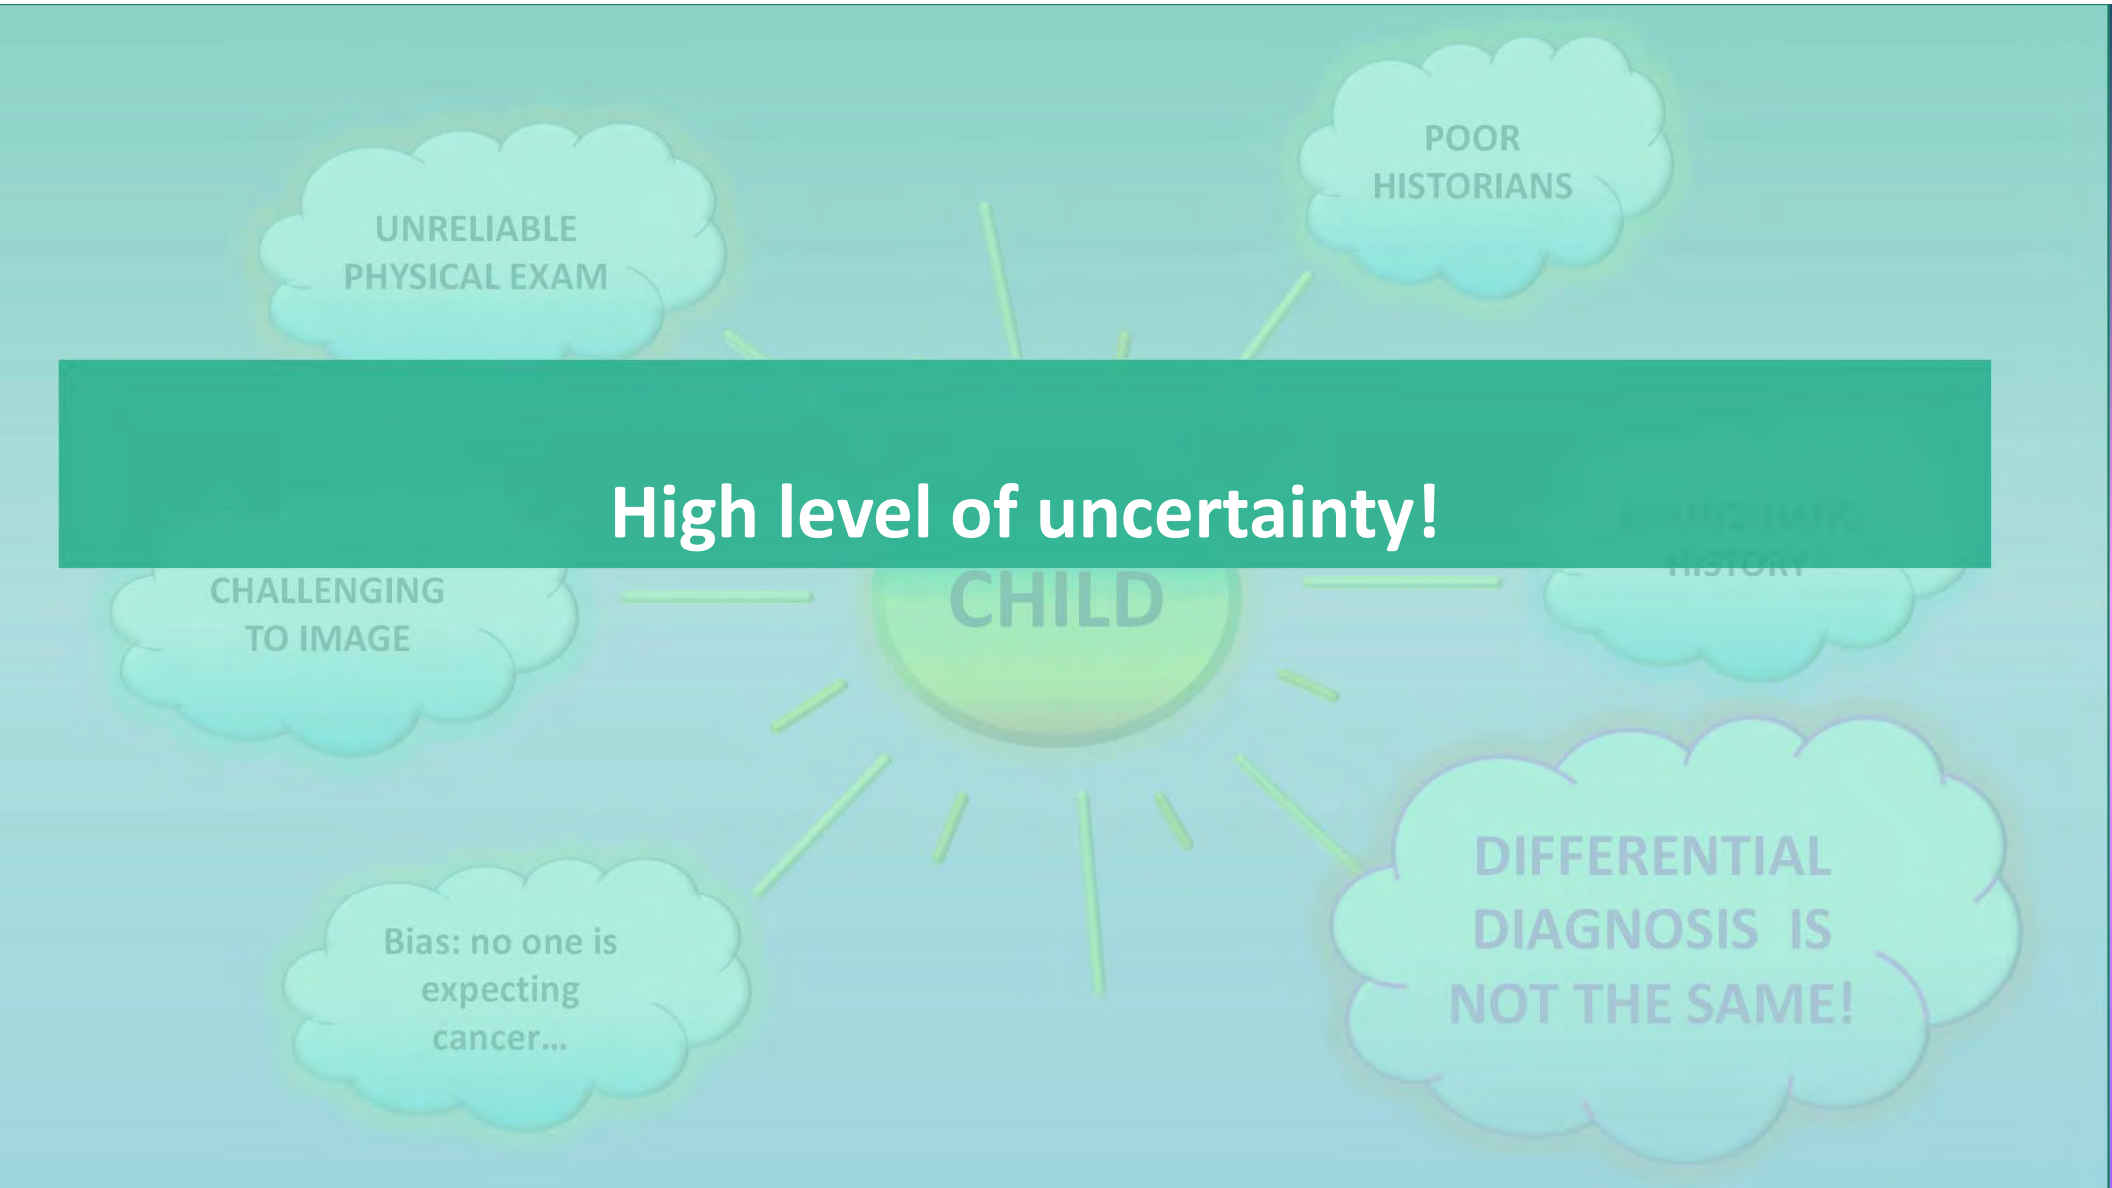 POOR
HISTORIANS
UNRELIABLE
PHYSICAL EXAM
High level of uncertainty!
HISTORY
CHALLENGING
TO IMAGE
CHILD
DIFFERENTIAL
DIAGNOSIS IS
NOT THE SAME!
Bias: no one is
expecting
cancer...